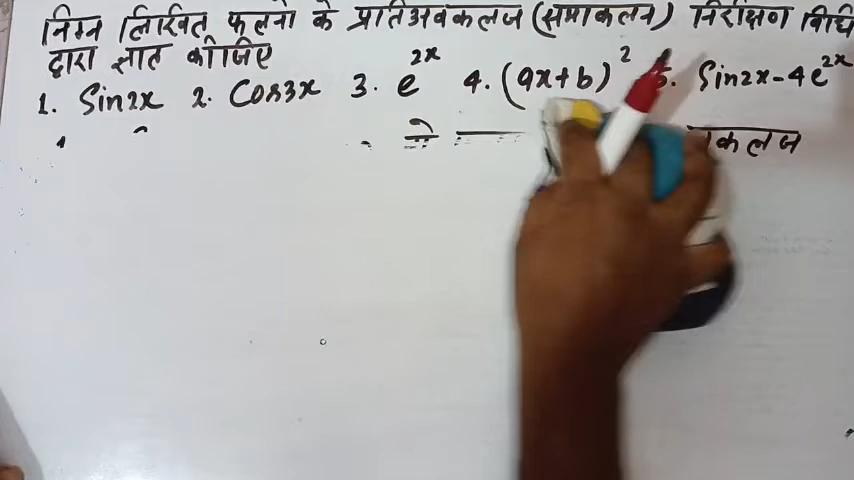 निम्न लिखित फलनो के प्रतिअवकलज (समाकलन) निरीक्षण विधि
द्वारा ज्ञात कीजिए
1. Sin2x 2. Cos3x 3. e^2x 4. (ax+b)^2 5. Sin2x-4e^2x